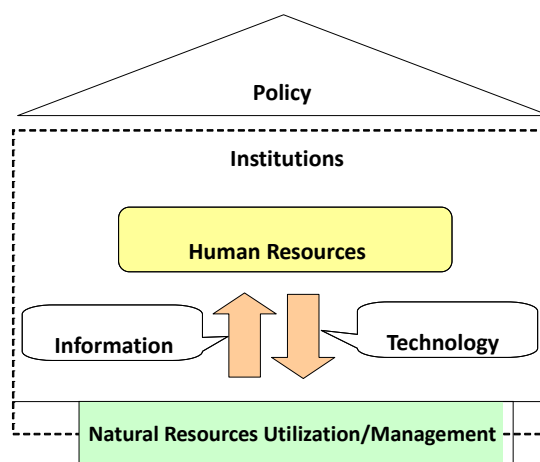 Policy
Institutions
Human Resources
Information
Technology
Natural Resources Utilization/Management